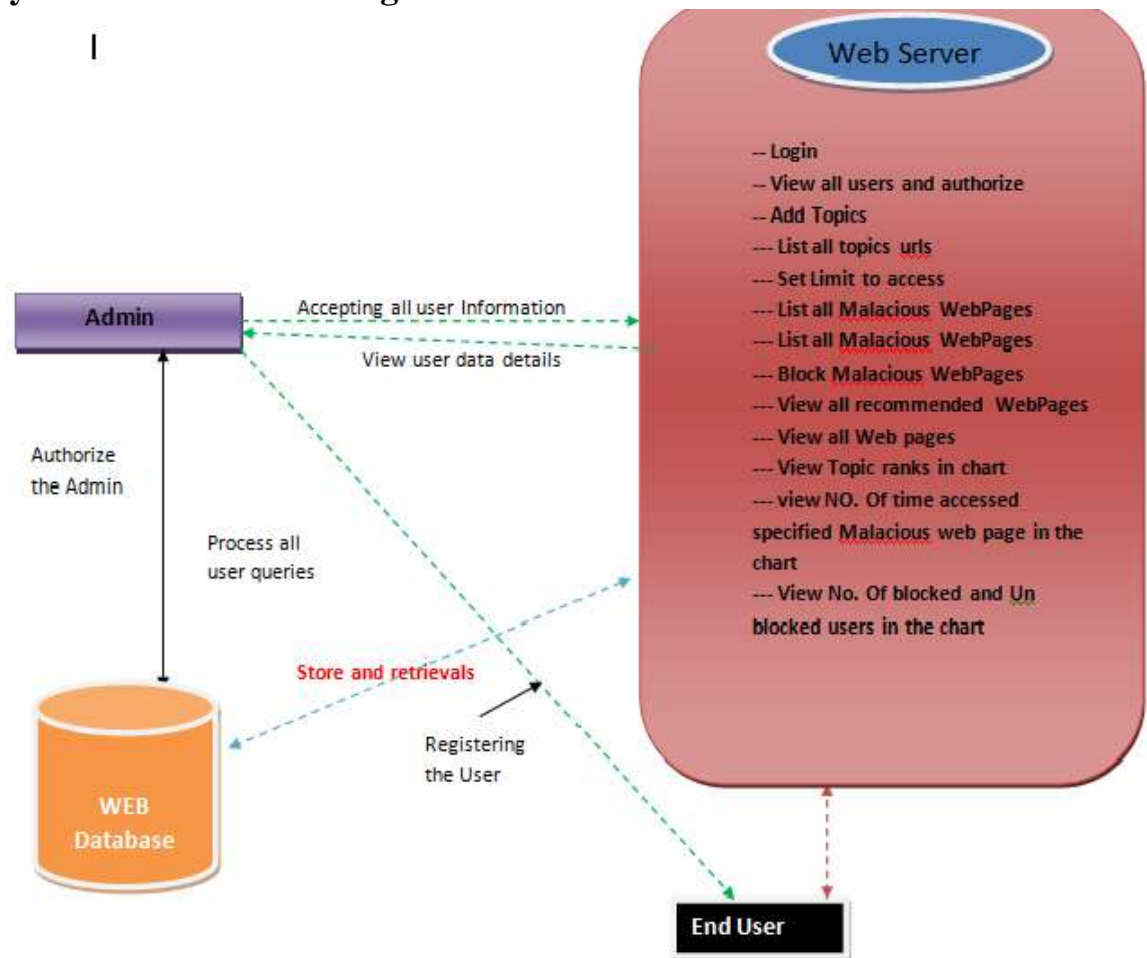 Web Server
-- Login
-- View all users and authorize
-- Add Topics
--- List all topics urls
--- Set Limit to access
--- List all Malacious WebPages
--- List all Malacious WebPages
--- Block Malacious WebPages
--- View all recommended WebPages
--- View all Web pages
--- View Topic ranks in chart
--- view NO. Of time accessed
specified Malacious web page in the
chart
--- View No. Of blocked and Un
blocked users in the chart
Admin
Accepting all user Information
View user data details
Authorize
the Admin
Process all
user queries
Store and retrievals
Registering
the User
WEB
Database
End User